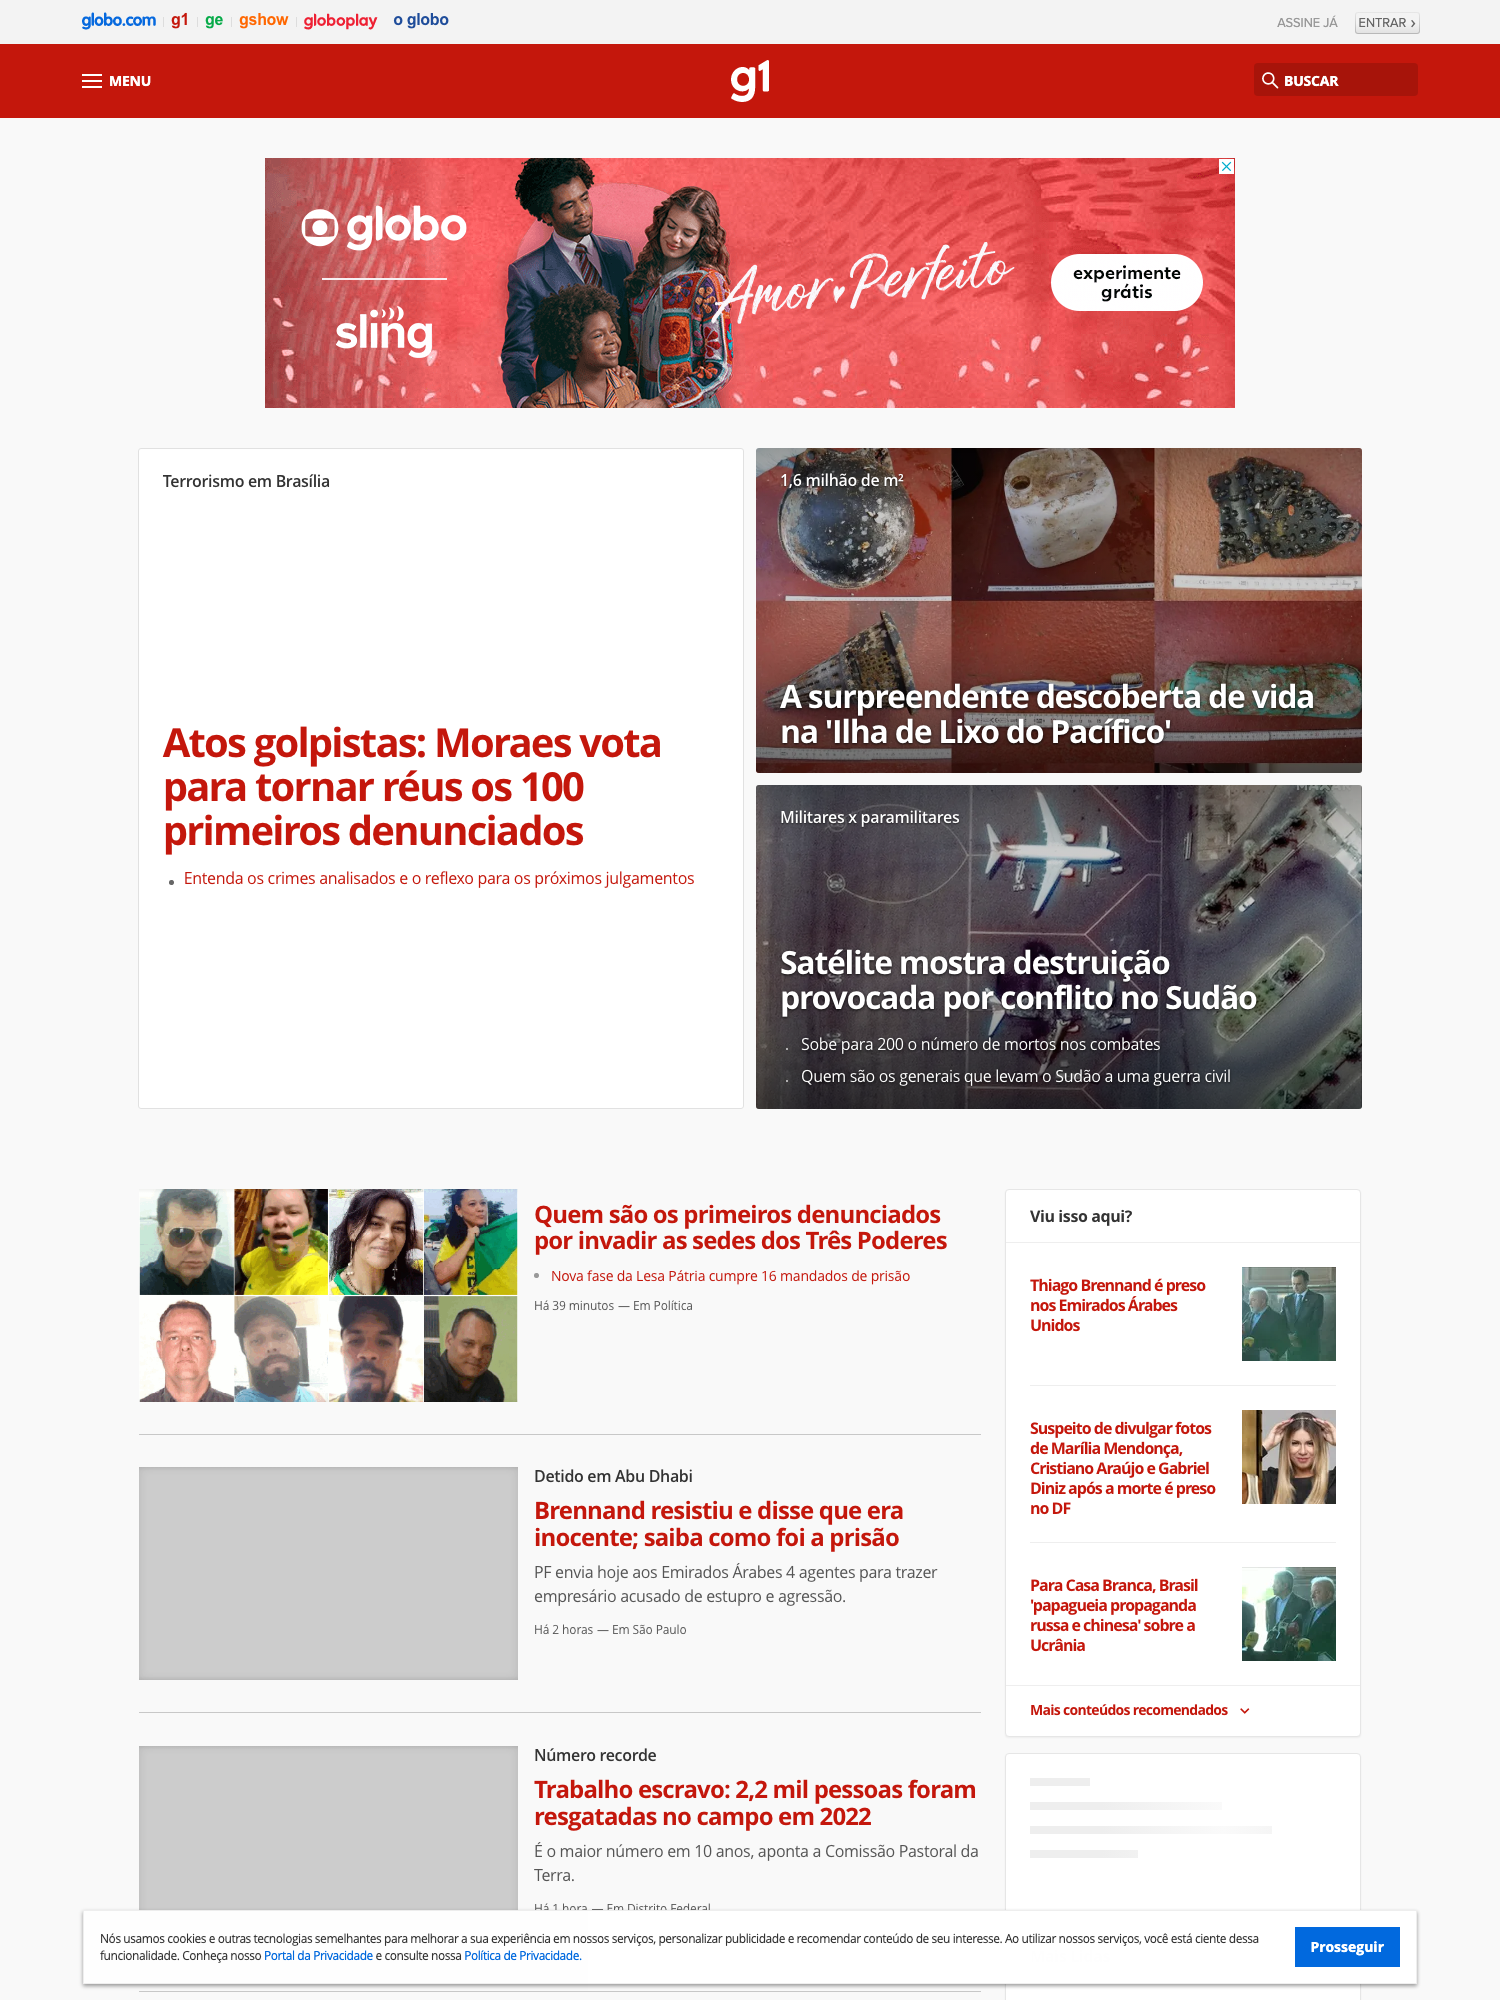 globo.com g1 ge gshow globoplay o globo
ASSINE JÁ ENTRAR ›
MENU
g1
BUSCAR
globo
sling
Amor Perfeito
experimente
grátis
Terrorismo em Brasília
Atos golpistas: Moraes vota
para tornar réus os 100
primeiros denunciados
Entenda os crimes analisados e o reflexo para os próximos julgamentos
1,6 milhão de m²
A surpreendente descoberta de vida
na 'Ilha de Lixo do Pacífico'
Militares x paramilitares
Satélite mostra destruição
provocada por conflito no Sudão
Sobe para 200 o número de mortos nos combates
Quem são os generais que levam o Sudão a uma guerra civil
Quem são os primeiros denunciados
por invadir as sedes dos Três Poderes
Nova fase da Lesa Pátria cumpre 16 mandados de prisão
Há 39 minutos — Em Política
Detido em Abu Dhabi
Brennand resistiu e disse que era
inocente; saiba como foi a prisão
PF envia hoje aos Emirados Árabes 4 agentes para trazer
empresário acusado de estupro e agressão.
Há 2 horas — Em São Paulo
Número recorde
Trabalho escravo: 2,2 mil pessoas foram
resgatadas no campo em 2022
É o maior número em 10 anos, aponta a Comissão Pastoral da
Terra.
Há 1 hora — Em Distrito Federal
Viu isso aqui?
Thiago Brennand é preso
nos Emirados Árabes
Unidos
Suspeito de divulgar fotos
de Marília Mendonça,
Cristiano Araújo e Gabriel
Diniz após a morte é preso
no DF
Para Casa Branca, Brasil
'papagueia propaganda
russa e chinesa' sobre a
Ucrânia
Mais conteúdos recomendados
Nós usamos cookies e outras tecnologias semelhantes para melhorar a sua experiência em nossos serviços, personalizar publicidade e recomendar conteúdo de seu interesse. Ao utilizar nossos serviços, você está ciente dessa
funcionalidade. Conheça nosso Portal da Privacidade e consulte nossa Política de Privacidade.
Prosseguir